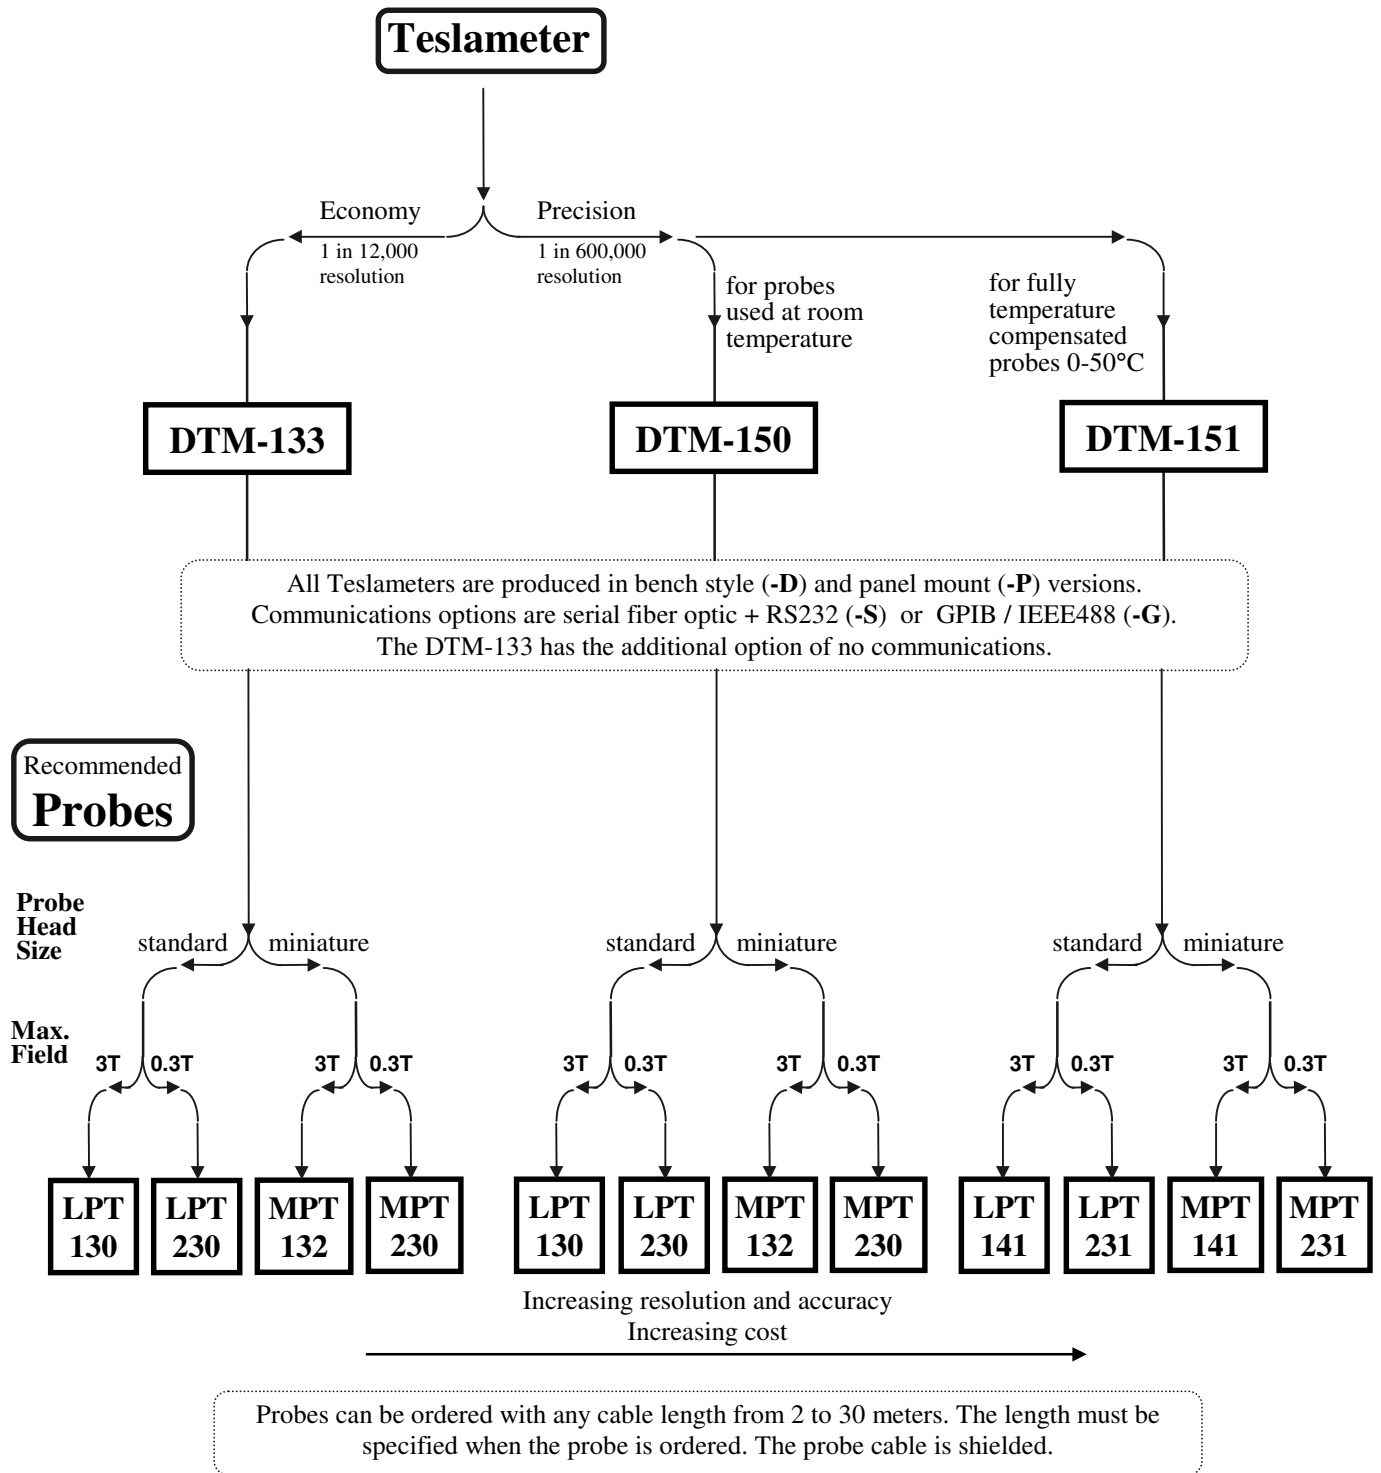 Teslameter
Economy
1 in 12,000
resolution
Precision
1 in 600,000
resolution
for probes
used at room
temperature
for fully
temperature
compensated
probes 0-50°C
DTM-133
DTM-150
DTM-151
All Teslameters are produced in bench style (-D) and panel mount (-P) versions.
Communications options are serial fiber optic + RS232 (-S) or GPIB / IEEE488 (-G).
The DTM-133 has the additional option of no communications.
Recommended
Probes
Probe
Head
Size
standard miniature
standard miniature
standard miniature
Max.
Field
3T 0.3T
3T 0.3T
3T 0.3T
3T 0.3T
3T 0.3T
3T 0.3T
LPT
130
LPT
230
MPT
132
MPT
230
LPT
130
LPT
230
MPT
132
MPT
230
LPT
141
LPT
231
MPT
141
MPT
231
Increasing resolution and accuracy
Increasing cost
Probes can be ordered with any cable length from 2 to 30 meters. The length must be
specified when the probe is ordered. The probe cable is shielded.